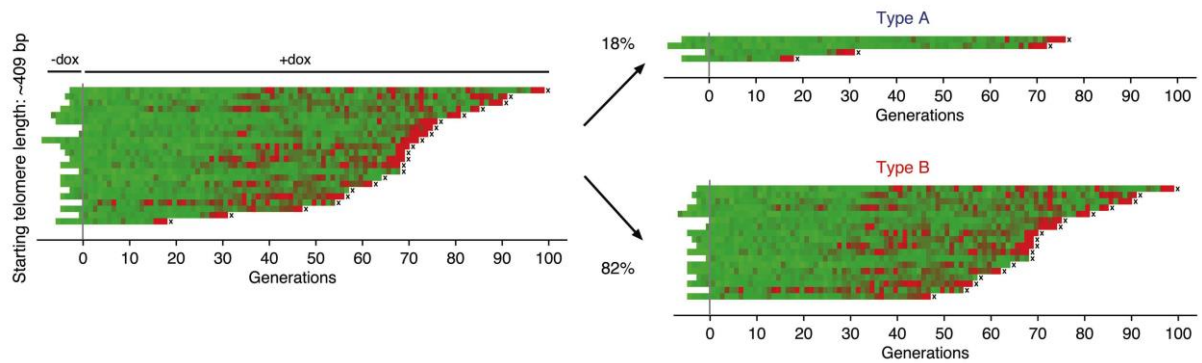 Starting telomere length: ~409 bp
-dox
+dox
0 10 20 30 40 50 60 70 80 90 100
Generations
18%
Type A
0 10 20 30 40 50 60 70 80 90 100
Generations
82%
Type B
0 10 20 30 40 50 60 70 80 90 100
Generations